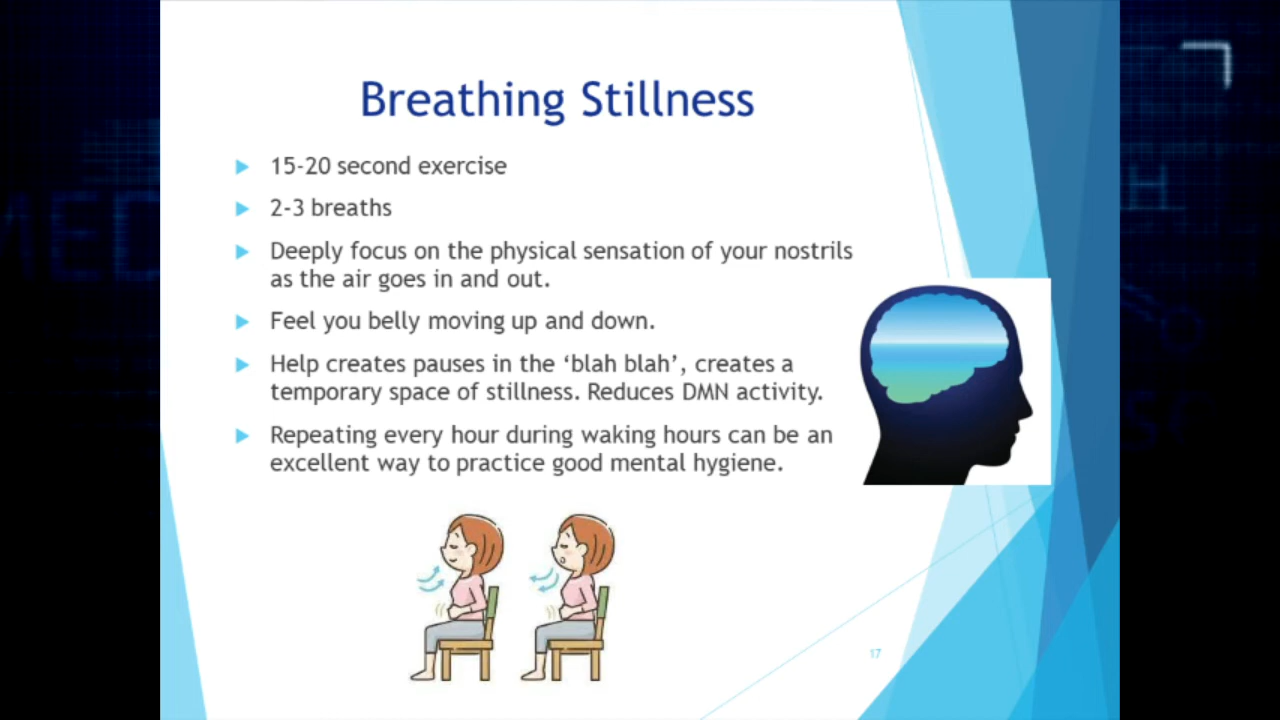 Breathing Stillness
15-20 second exercise
2-3 breaths
Deeply focus on the physical sensation of your nostrils
as the air goes in and out.
Feel you belly moving up and down.
Help creates pauses in the ‘blah blah’, creates a
temporary space of stillness. Reduces DMN activity.
Repeating every hour during waking hours can be an
excellent way to practice good mental hygiene.
17